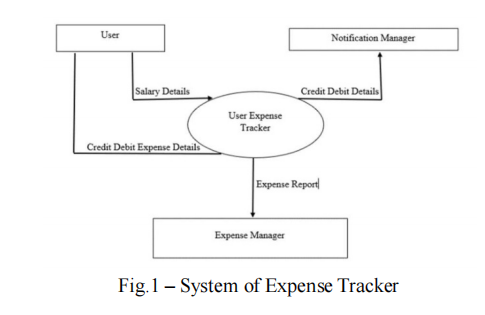 User
Notification Manager
Salary Details
Credit Debit Details
User Expense
Tracker
Credit Debit Expense Details
Expense Report
Expense Manager
Fig.1 – System of Expense Tracker